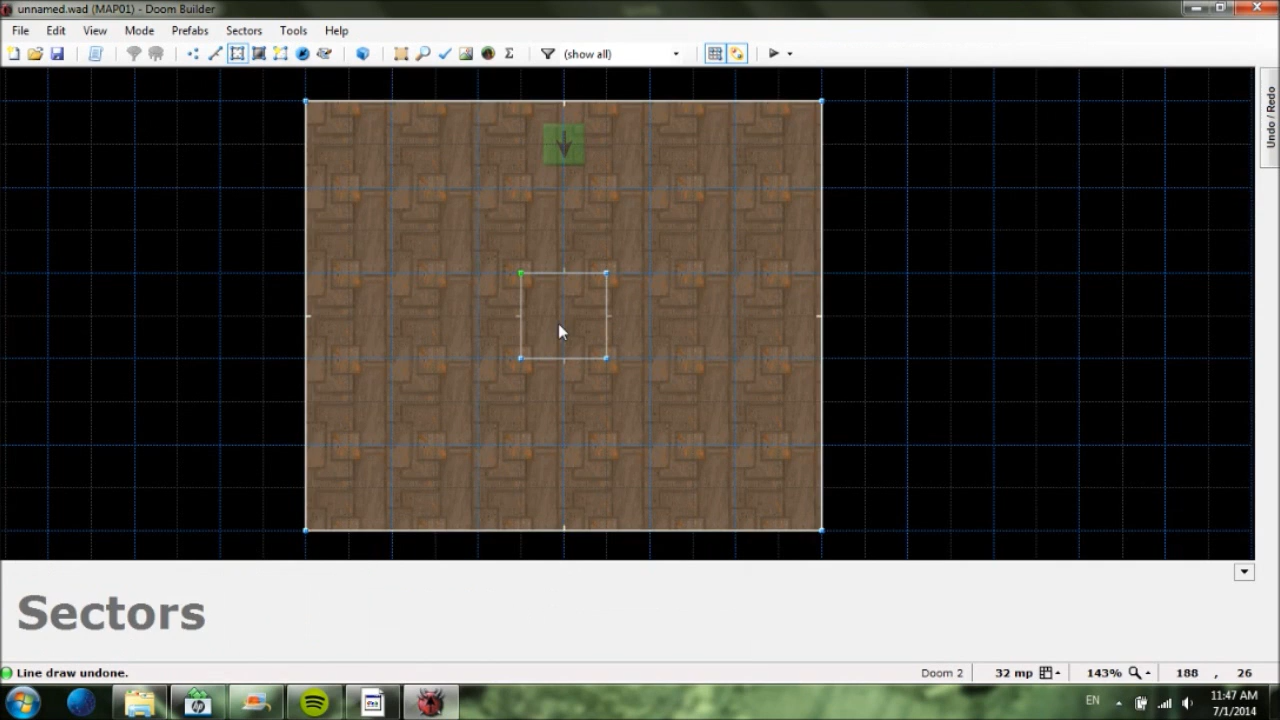 unnamed.wad (MAP01) - Doom Builder
File Edit View Mode Prefabs Sectors Tools Help
Σ (show all)
Undo / Redo
Sectors
Line draw undone. Doom 2 32 mp 143% 188 , 26
EN 11:47 AM
7/1/2014